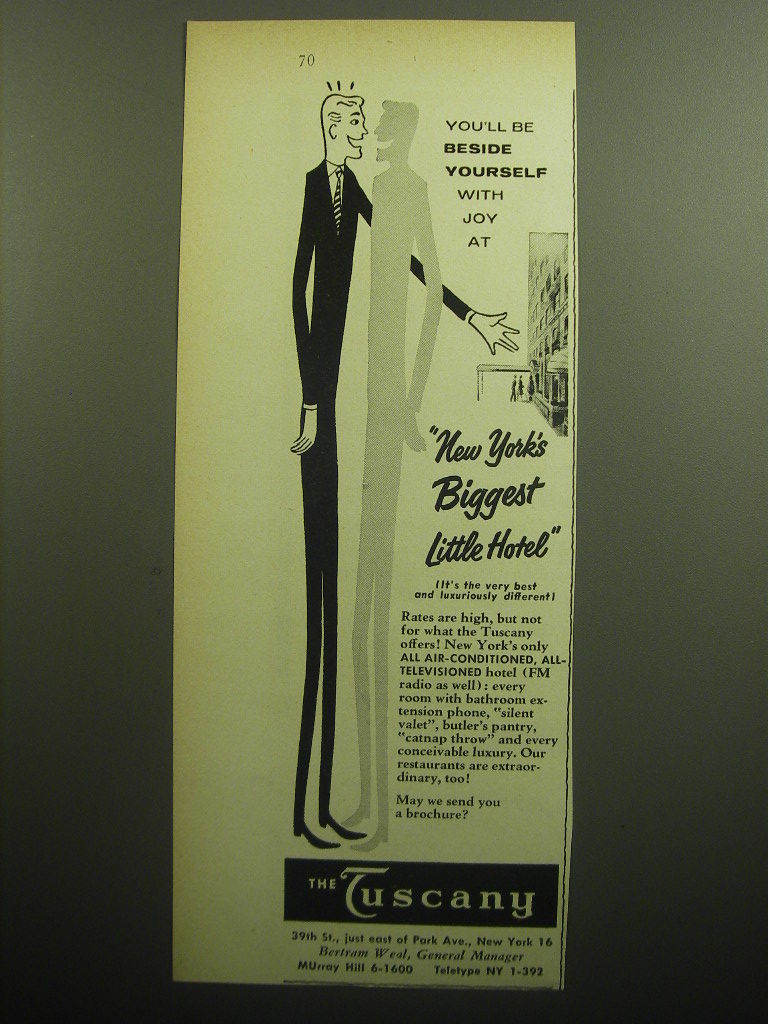 70
YOU'LL BE
BESIDE
YOURSELF
WITH
JOY
AT
"New York's
Biggest
Little Hotel"
(It's the very best
and luxuriously different)
Rates are high, but not
for what the Tuscany
offers! New York's only
ALL AIR-CONDITIONED, ALL-
TELEVISIONED hotel (FM
radio as well): every
room with bathroom ex-
tension phone, "silent
valet", butler's pantry,
"catnap throw" and every
conceivable luxury. Our
restaurants are extraor-
dinary, too!
May we send you
a brochure?
THE Tuscany
39th St., just east of Park Ave., New York 16
Bertram Weal, General Manager
MUrray Hill 6-1600 Teletype NY 1-392